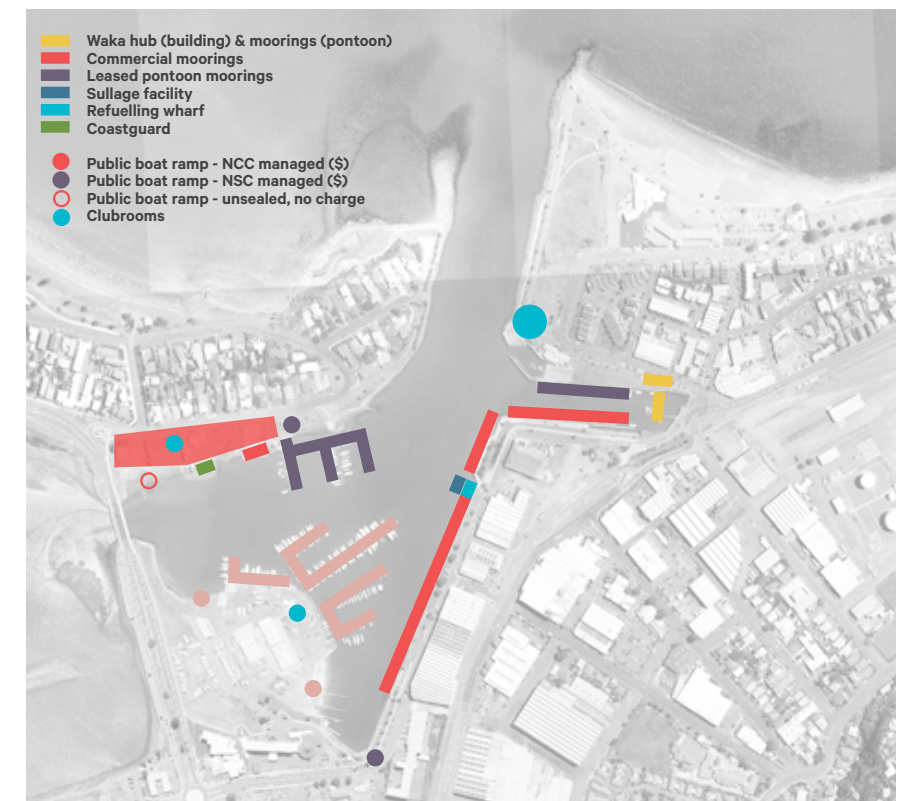 Waka hub (building) & moorings (pontoon)
Commercial moorings
Leased pontoon moorings
Sullage facility
Refuelling wharf
Coastguard
Public boat ramp - NCC managed ($)
Public boat ramp - NSC managed ($)
Public boat ramp - unsealed, no charge
Clubrooms